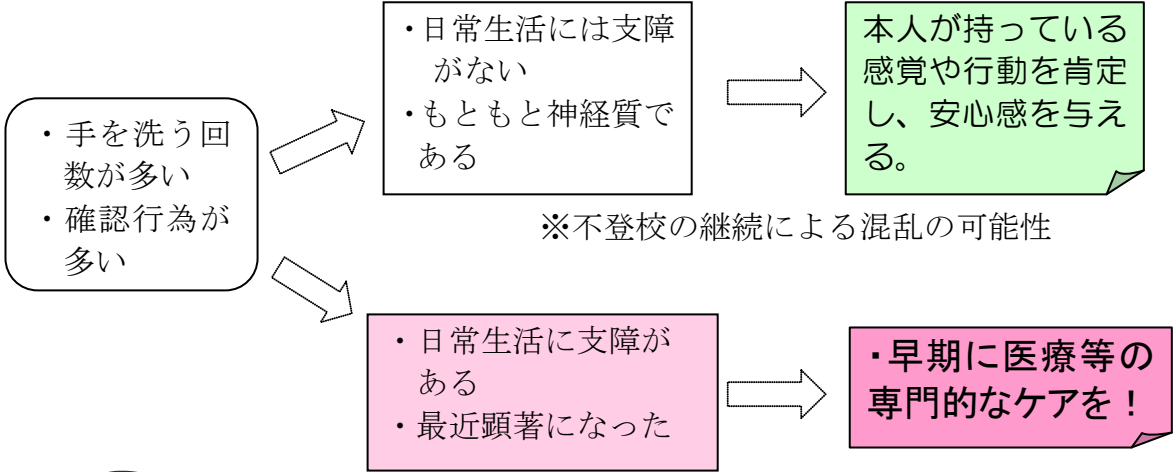 ・手を洗う回
数が多い
・確認行為が
多い
・日常生活には支障
がない
・もともと神経質で
ある
本人が持っている
感覚や行動を肯定
し、安心感を与え
る。
※不登校の継続による混乱の可能性
・日常生活に支障が
ある
・最近顕著になった
・早期に医療等の
専門的なケアを！